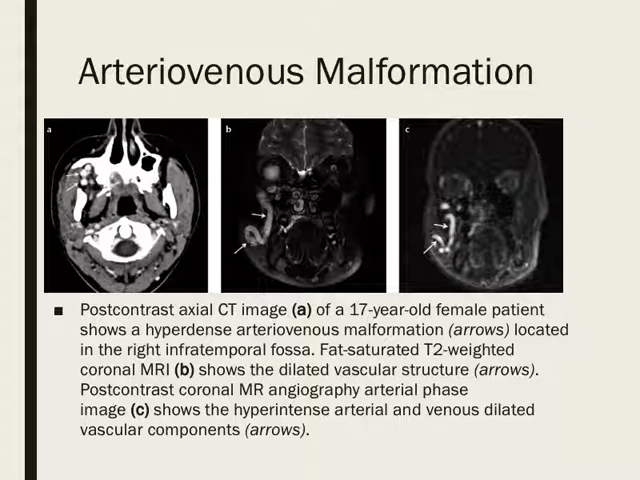 Arteriovenous Malformation
a b c
■ Postcontrast axial CT image (a) of a 17-year-old female patient
shows a hyperdense arteriovenous malformation (arrows) located
in the right infratemporal fossa. Fat-saturated T2-weighted
coronal MRI (b) shows the dilated vascular structure (arrows).
Postcontrast coronal MR angiography arterial phase
image (c) shows the hyperintense arterial and venous dilated
vascular components (arrows).